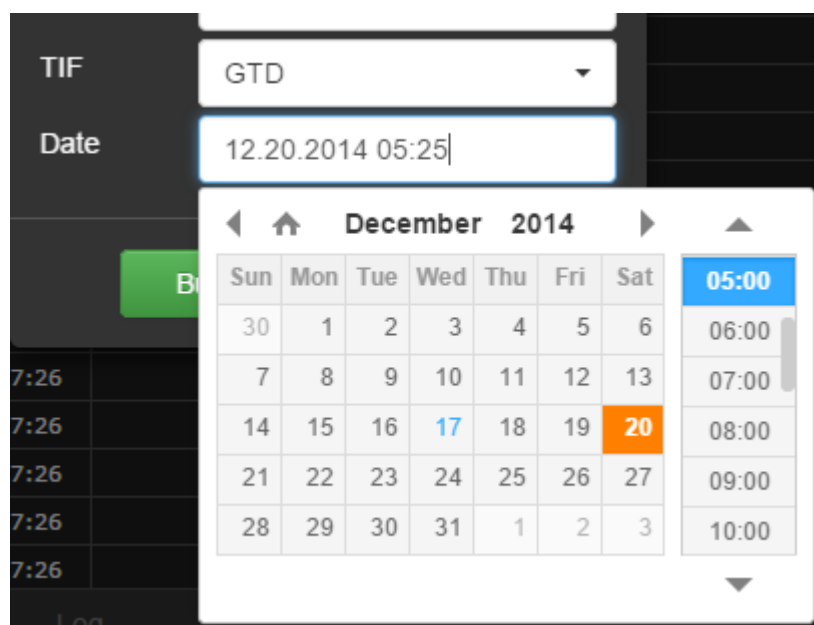 TIF
GTD
Date
12.20.2014 05:25
December 2014
Sun Mon Tue Wed Thu Fri Sat
30 1 2 3 4 5 6
7 8 9 10 11 12 13
14 15 16 17 18 19 20
21 22 23 24 25 26 27
28 29 30 31 1 2 3
05:00
06:00
07:00
08:00
09:00
10:00
7:26
7:26
7:26
7:26
7:26
Log